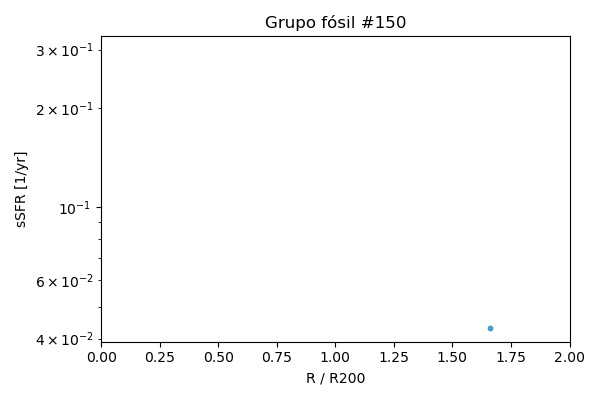 Grupo fósil #150
3 × 10⁻¹
2 × 10⁻¹
10⁻¹
6 × 10⁻²
4 × 10⁻²
sSFR [1/yr]
0.00 0.25 0.50 0.75 1.00 1.25 1.50 1.75 2.00
R / R200